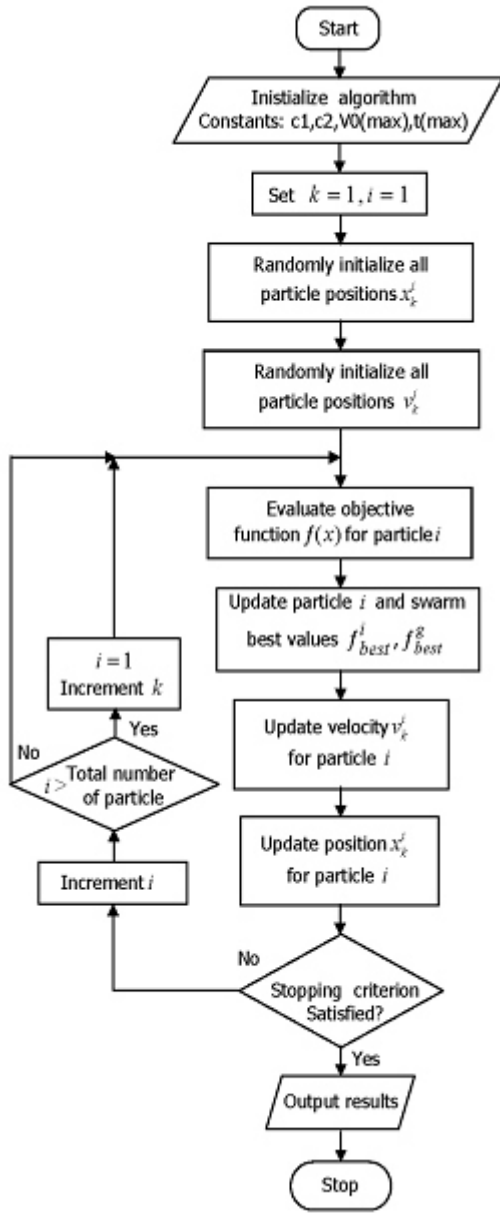 Start
Inistialize algorithm
Constants: c1,c2,V0(max),t(max)
Set k = 1, i = 1
Randomly initialize all
particle positions x_k^i
Randomly initialize all
particle positions v_k^i
Evaluate objective
function f(x) for particle i
Update particle i and swarm
best values f_best^i, f_best^g
Update velocity v_k^i
for particle i
Update position x_k^i
for particle i
Stopping criterion
Satisfied?
No
Increment i
i > Total number
of particle
No
Yes
i = 1
Increment k
Yes
Output results
Stop